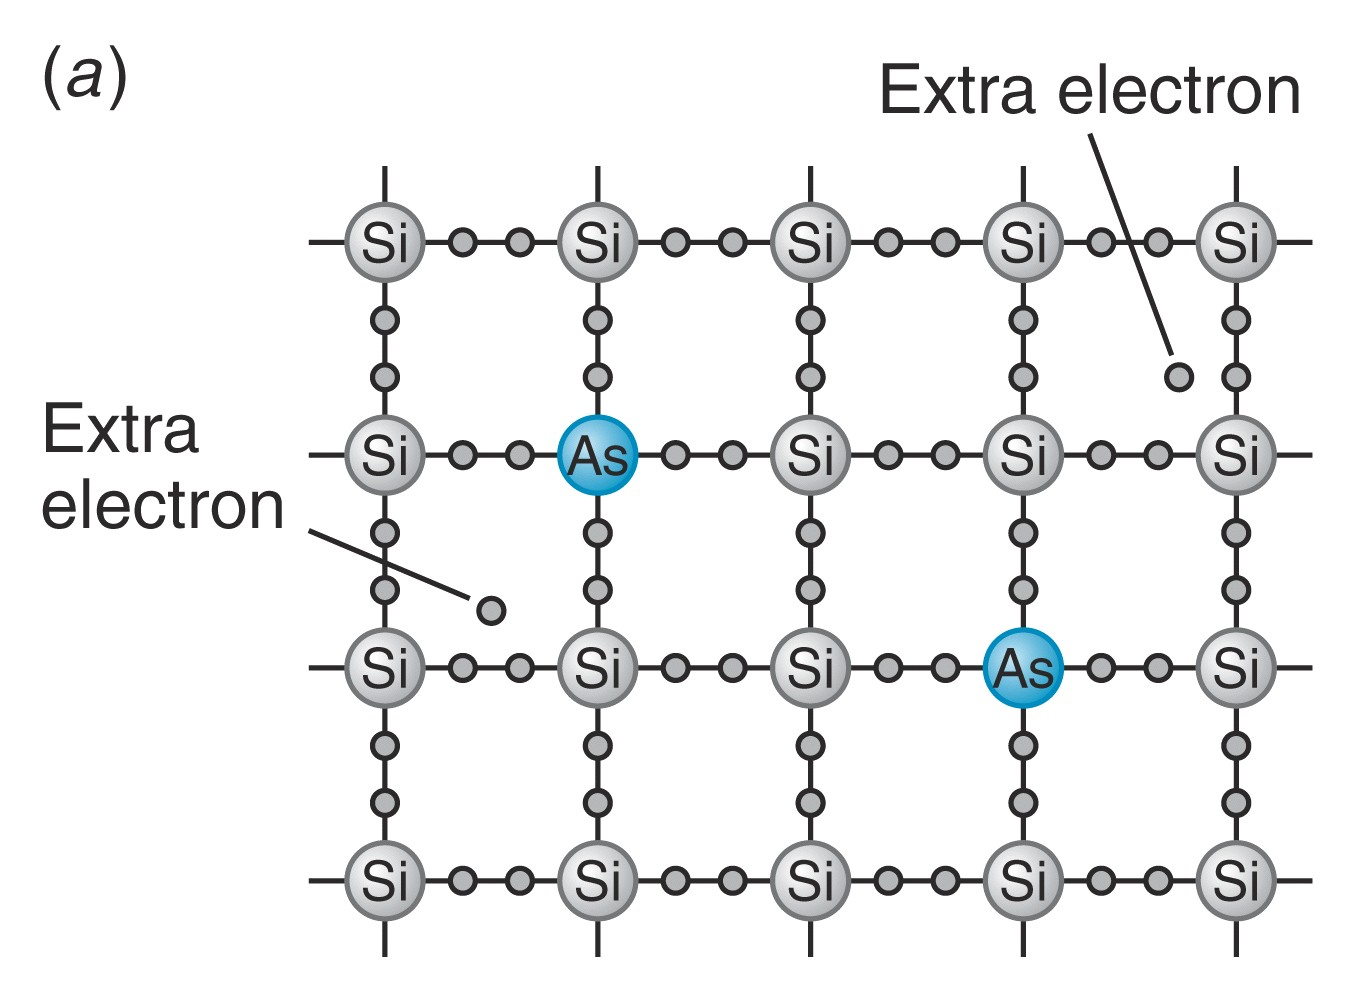 (a)
Extra electron
Si Si Si Si Si
Extra
electron
Si As Si Si Si
Si Si Si As Si
Si Si Si Si Si